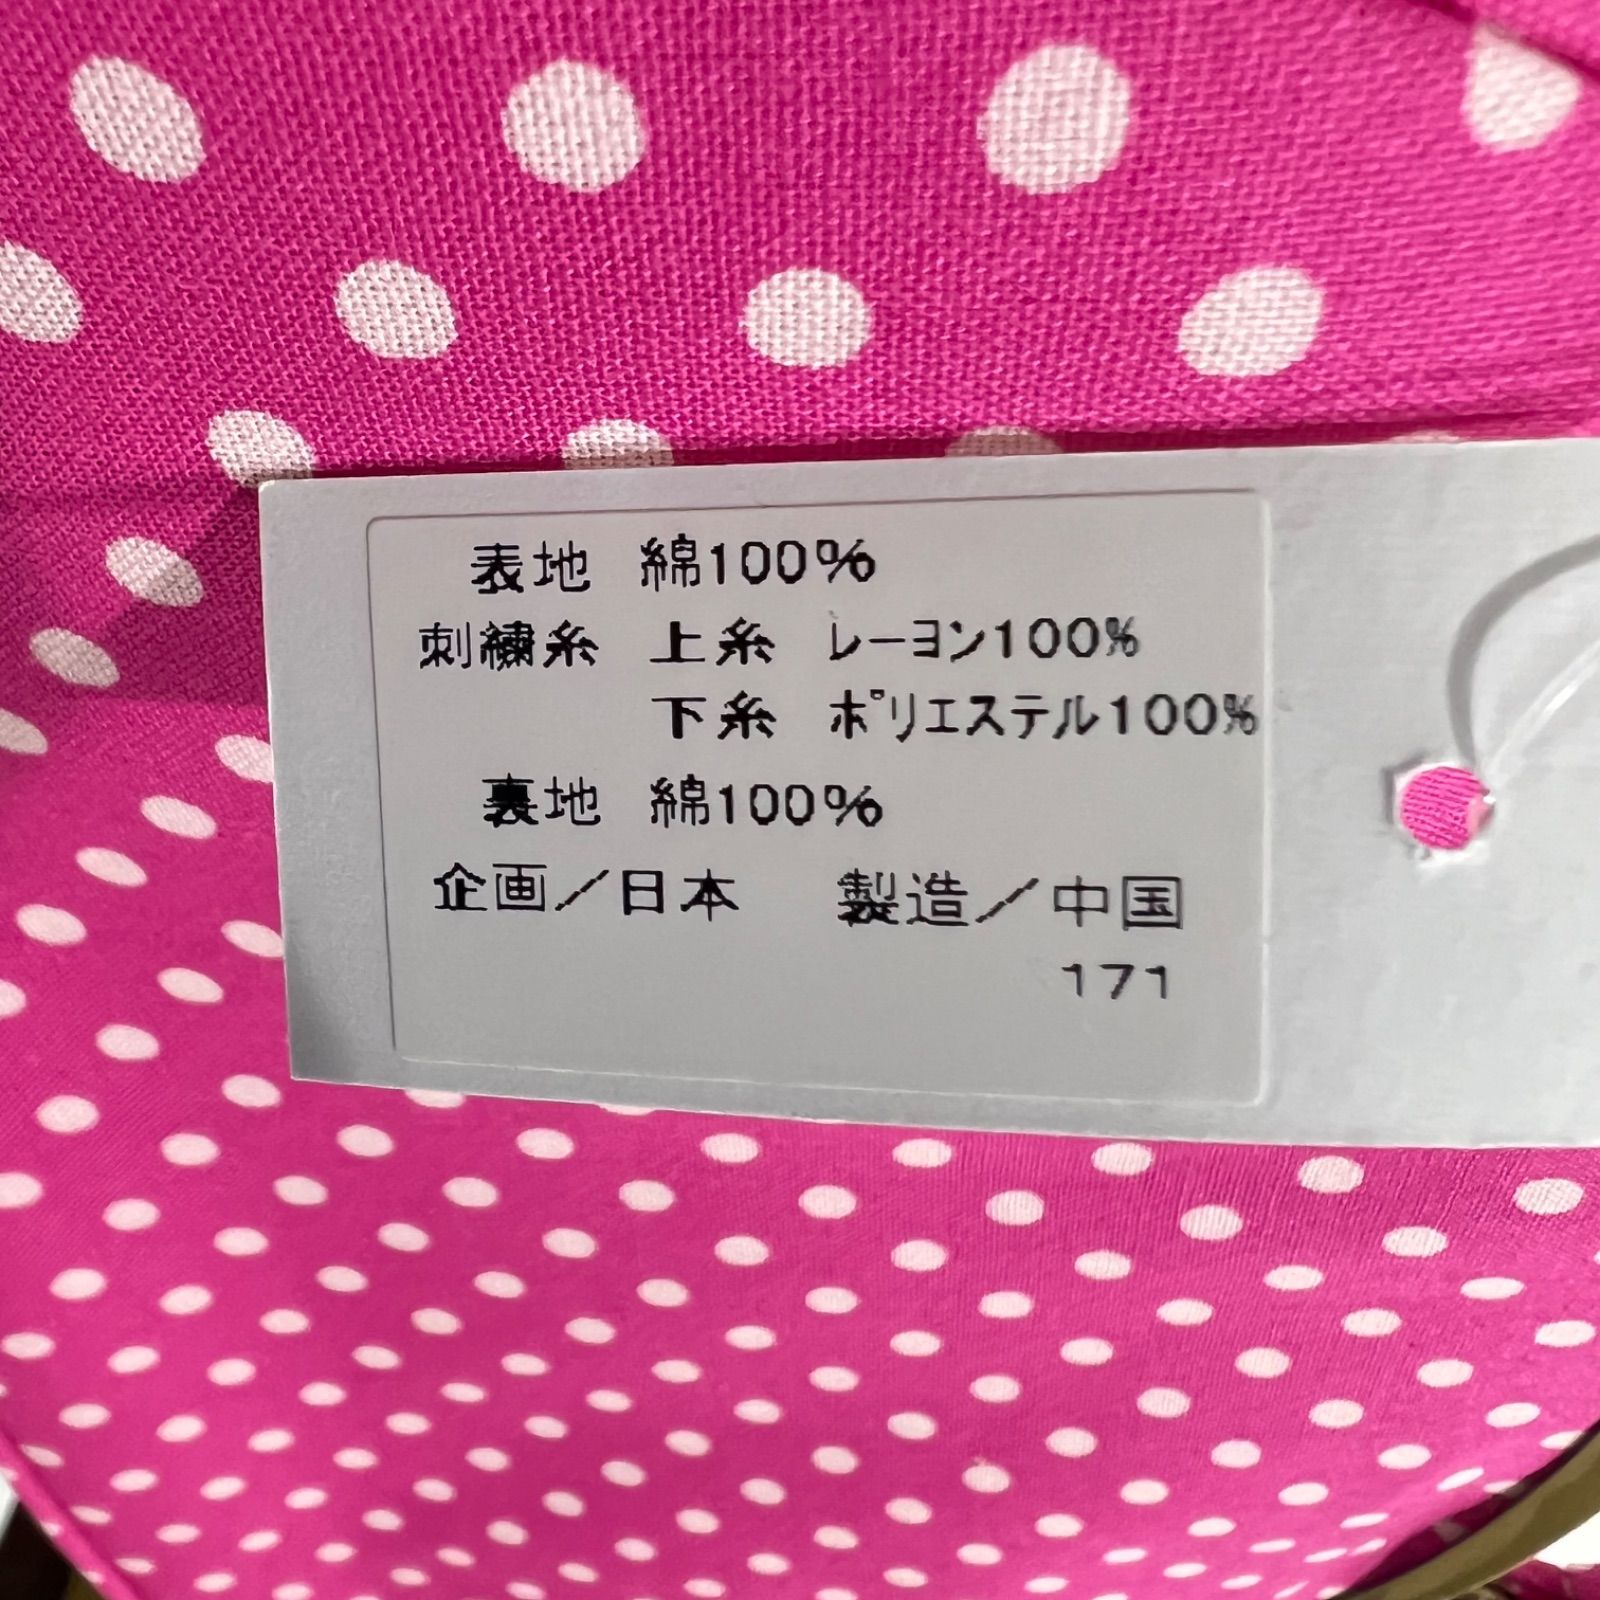 表地 綿100%
刺繍糸 上糸 レーヨン100%
下糸 ポリエステル100%
裏地 綿100%
企画／日本 製造／中国
171